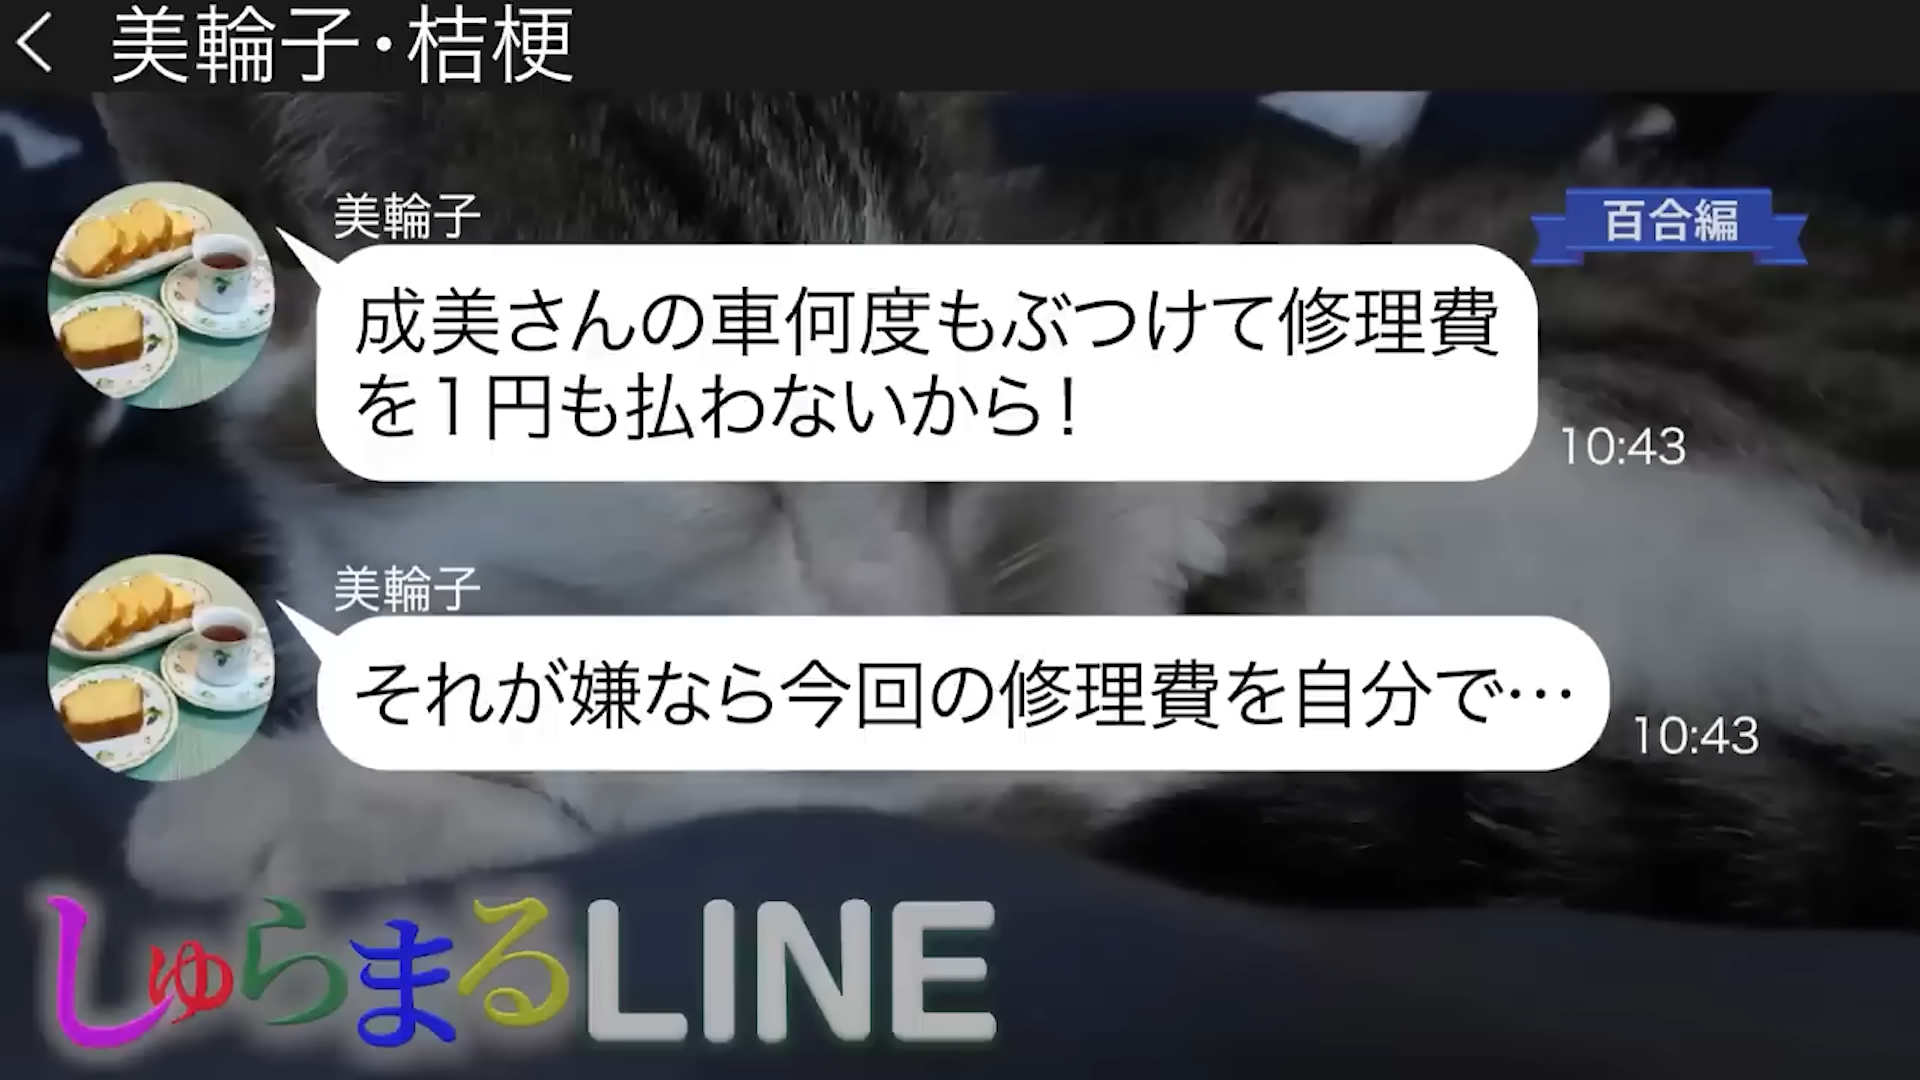 美輪子・桔梗
美輪子
百合編
成美さんの車何度もぶつけて修理費
を1円も払わないから！
10:43
美輪子
それが嫌なら今回の修理費を自分で…
10:43
しゅらまるLINE